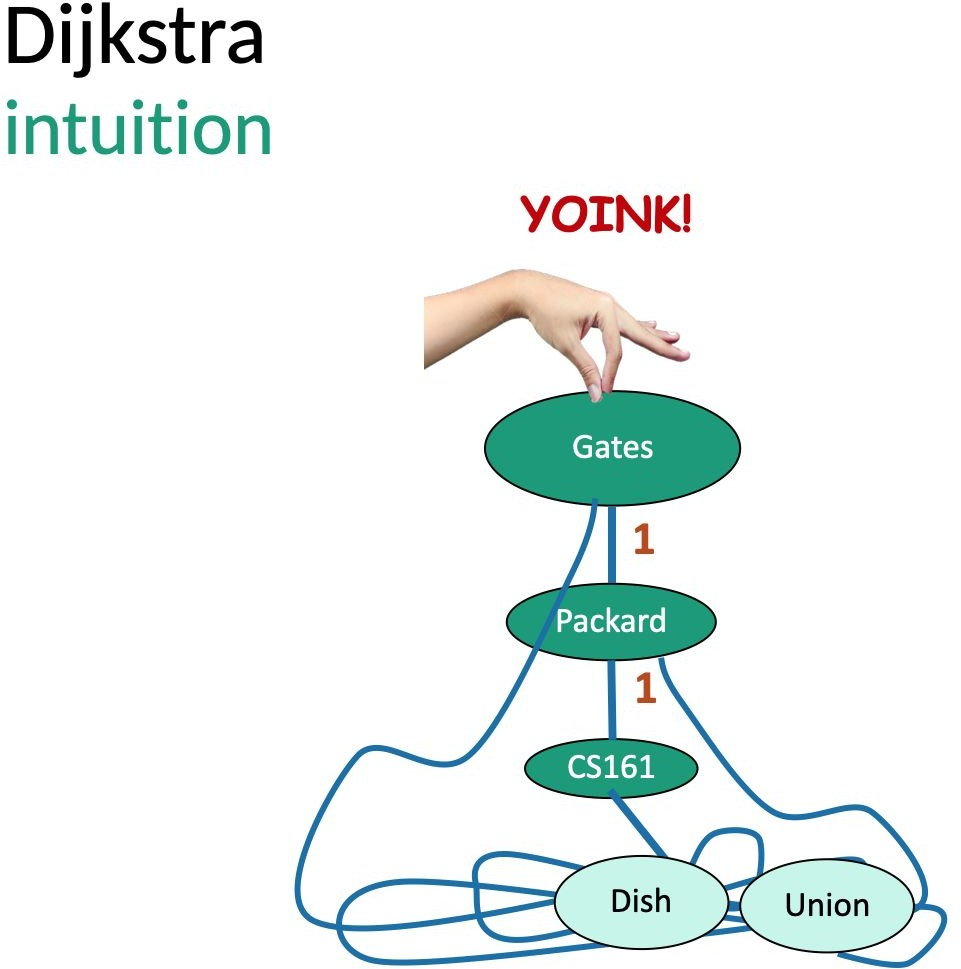 Dijkstra
intuition
YOINK!
Gates
1
Packard
1
CS161
Dish
Union